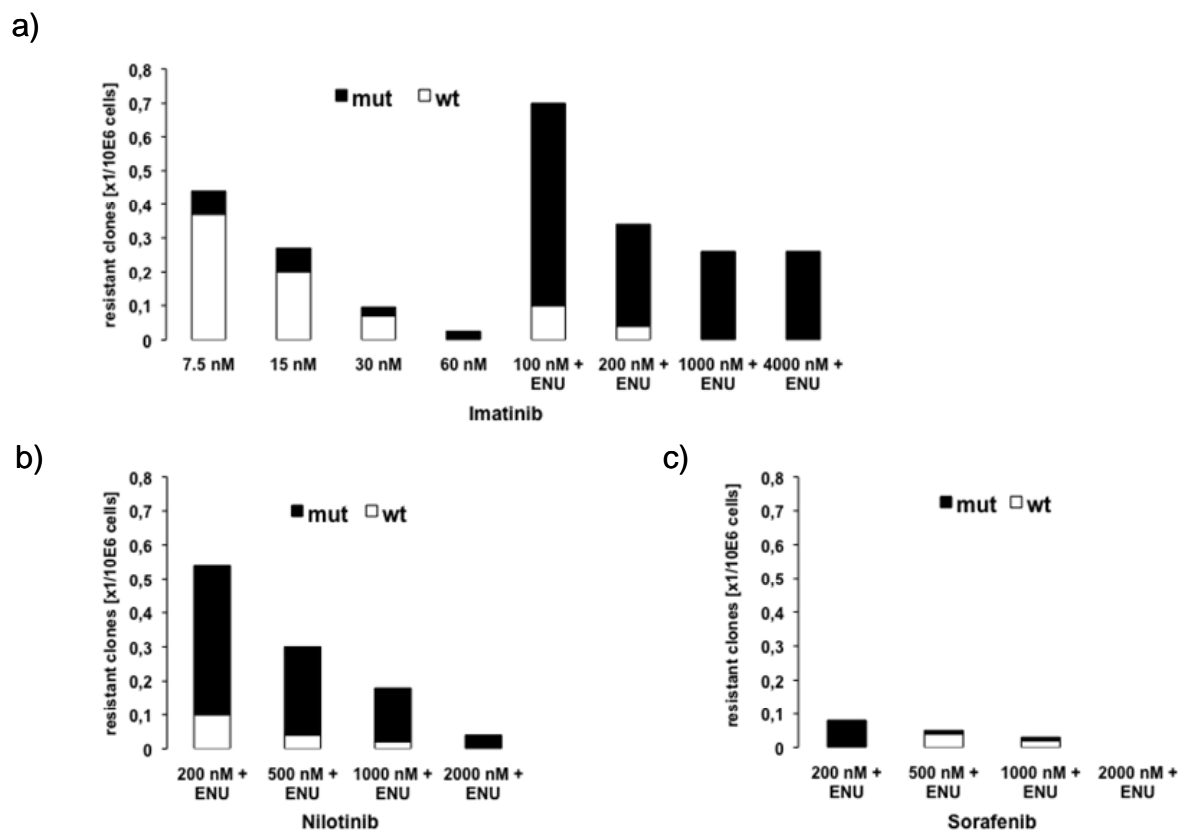 a)
resistant clones [x1/10E6 cells]
0,8
0,7
0,6
0,5
0,4
0,3
0,2
0,1
0
mut wt
7.5 nM 15 nM 30 nM 60 nM 100 nM + 200 nM + 1000 nM + 4000 nM +
ENU ENU ENU ENU
Imatinib
b)
resistant clones [x1/10E6 cells]
0,8
0,7
0,6
0,5
0,4
0,3
0,2
0,1
0
mut wt
200 nM + 500 nM + 1000 nM + 2000 nM +
ENU ENU ENU ENU
Nilotinib
c)
resistant clones [x1/10E6 cells]
0,8
0,7
0,6
0,5
0,4
0,3
0,2
0,1
0
mut wt
200 nM + 500 nM + 1000 nM + 2000 nM +
ENU ENU ENU ENU
Sorafenib